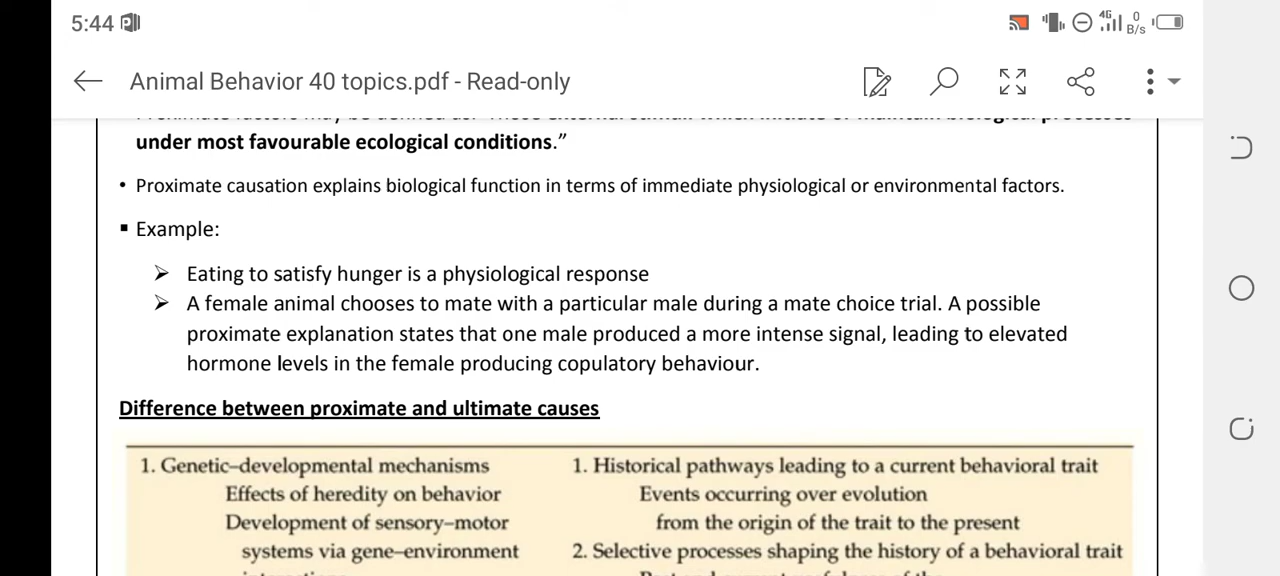 5:44
4G 0 B/s
Animal Behavior 40 topics.pdf - Read-only
under most favourable ecological conditions.”
• Proximate causation explains biological function in terms of immediate physiological or environmental factors.
▪ Example:
➢ Eating to satisfy hunger is a physiological response
➢ A female animal chooses to mate with a particular male during a mate choice trial. A possible
proximate explanation states that one male produced a more intense signal, leading to elevated
hormone levels in the female producing copulatory behaviour.
Difference between proximate and ultimate causes
1. Genetic–developmental mechanisms
Effects of heredity on behavior
Development of sensory–motor
systems via gene–environment
1. Historical pathways leading to a current behavioral trait
Events occurring over evolution
from the origin of the trait to the present
2. Selective processes shaping the history of a behavioral trait